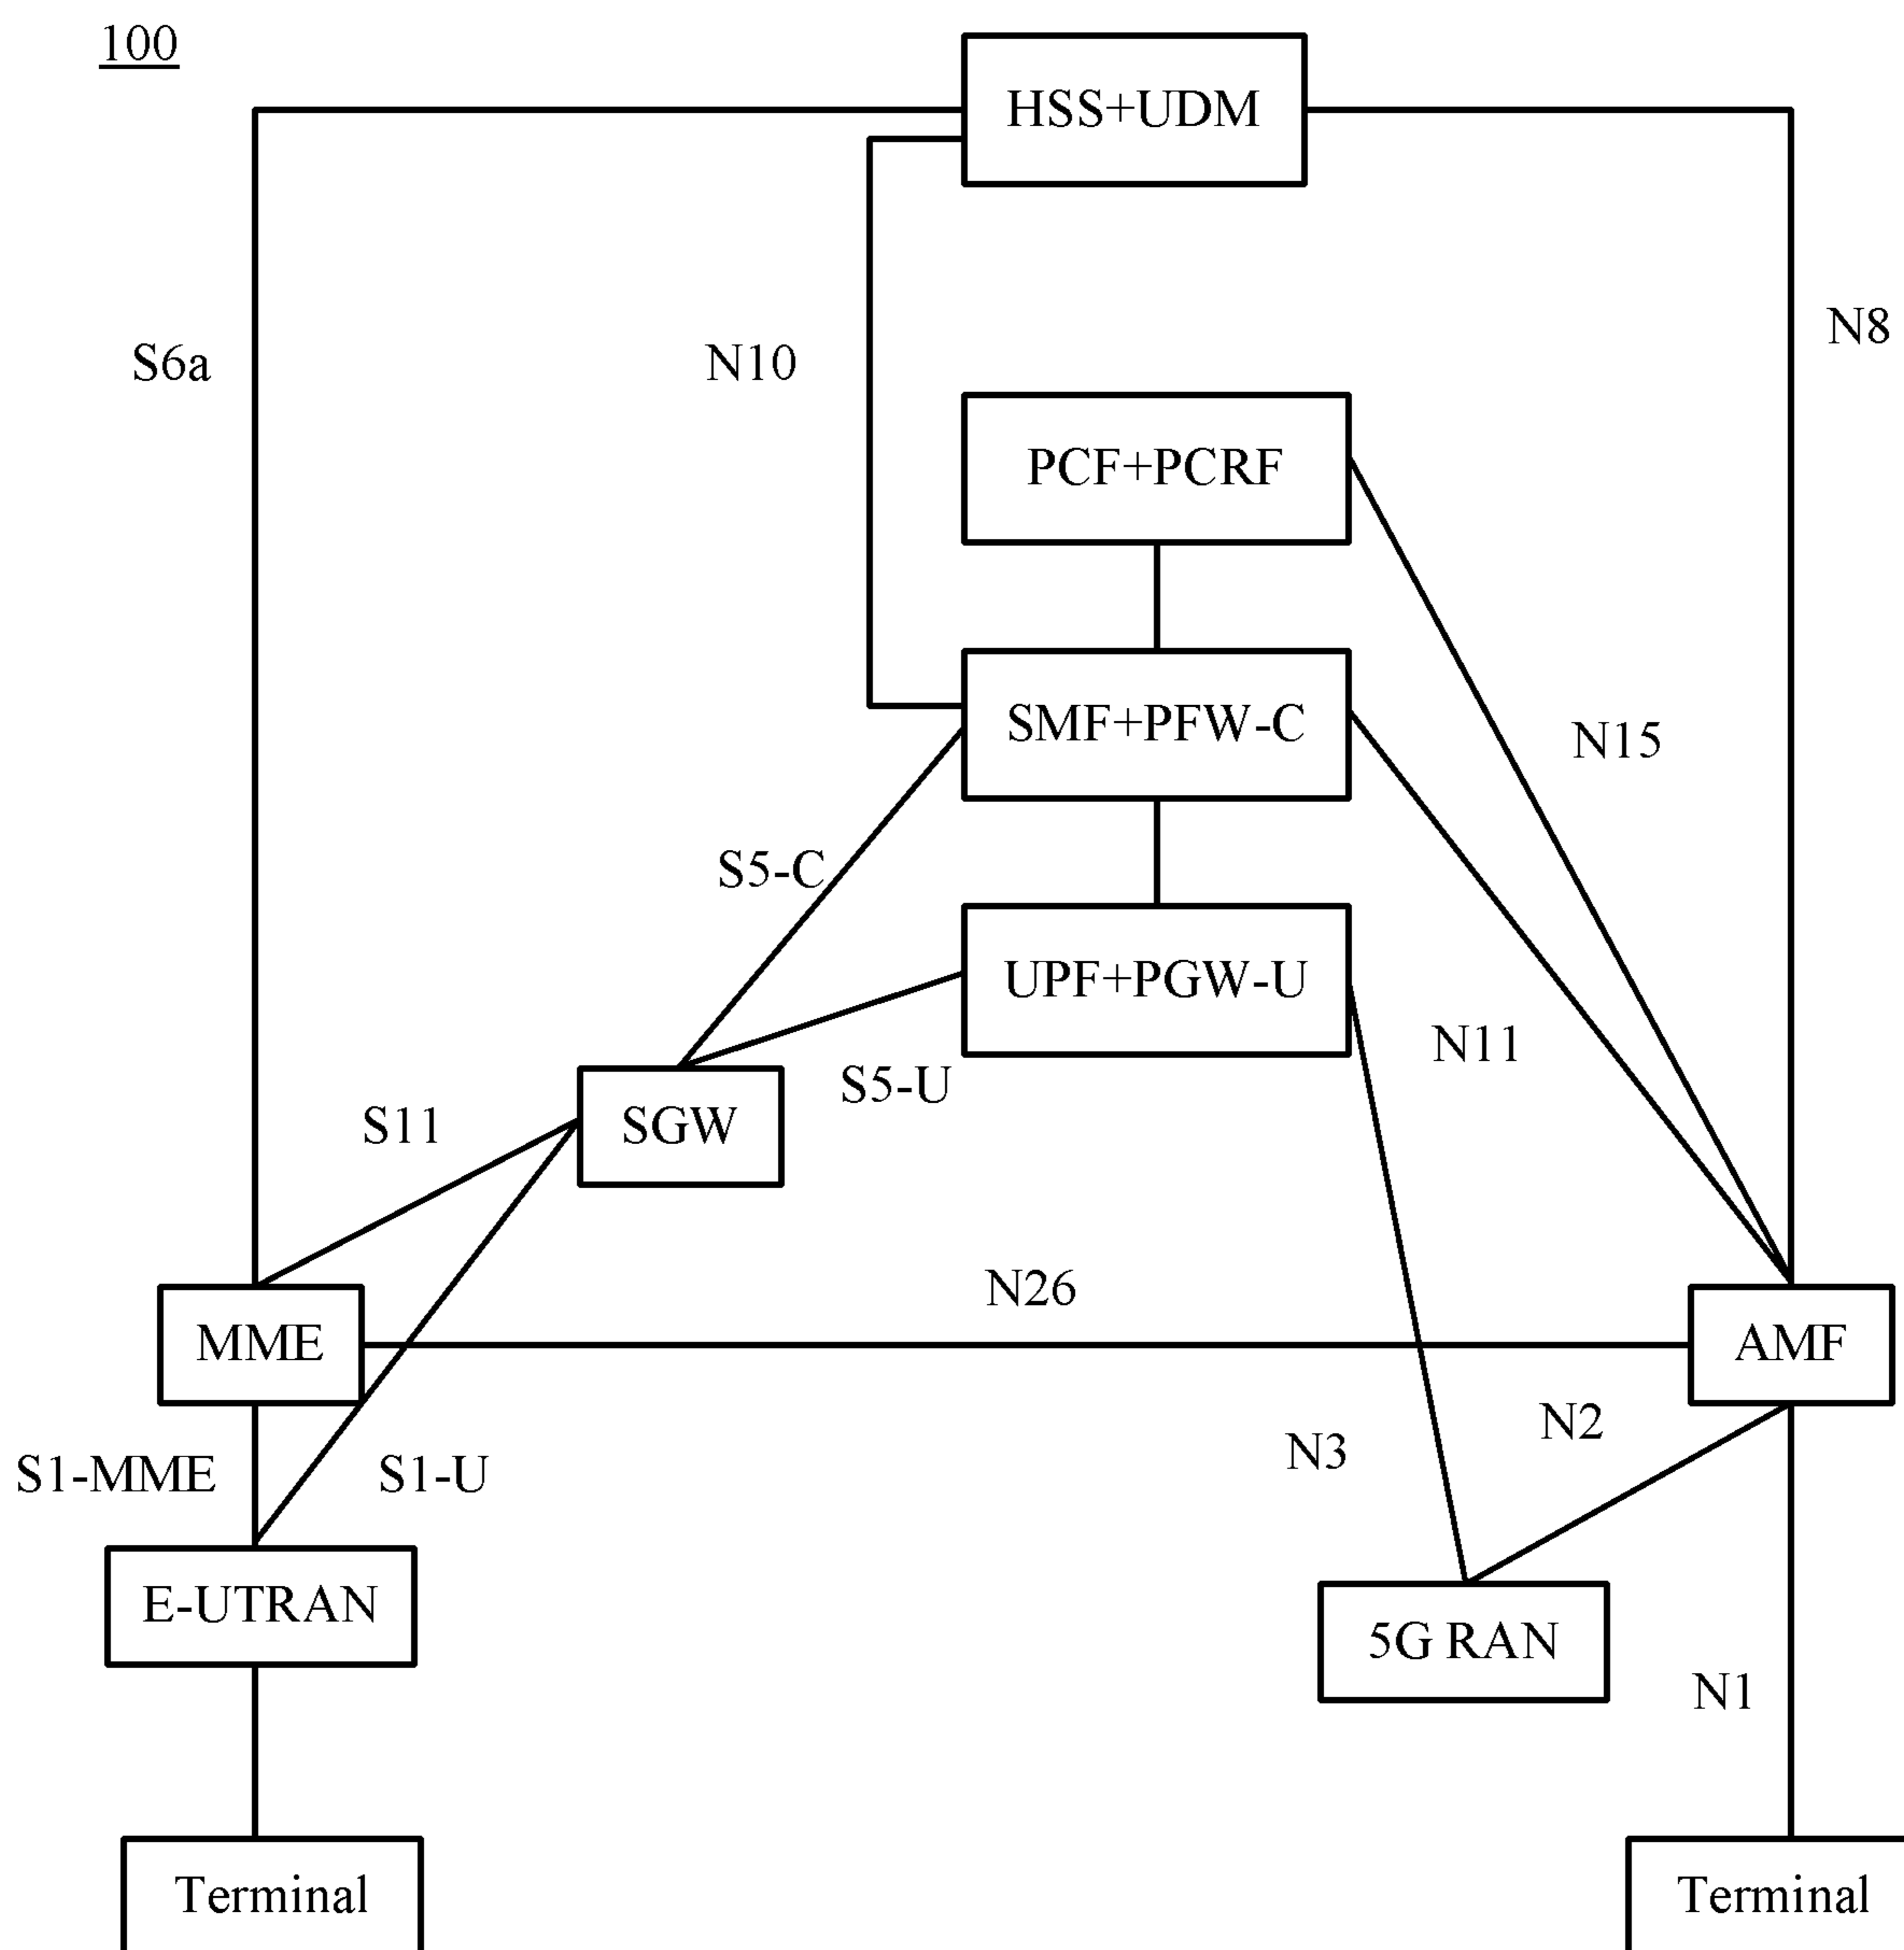 100
HSS+UDM
S6a
N10
N8
PCF+PCRF
SMF+PFW-C
N15
S5-C
UPF+PGW-U
N11
S5-U
S11
SGW
N26
MME
AMF
N2
N3
S1-MME
S1-U
E-UTRAN
5G RAN
N1
Terminal
Terminal